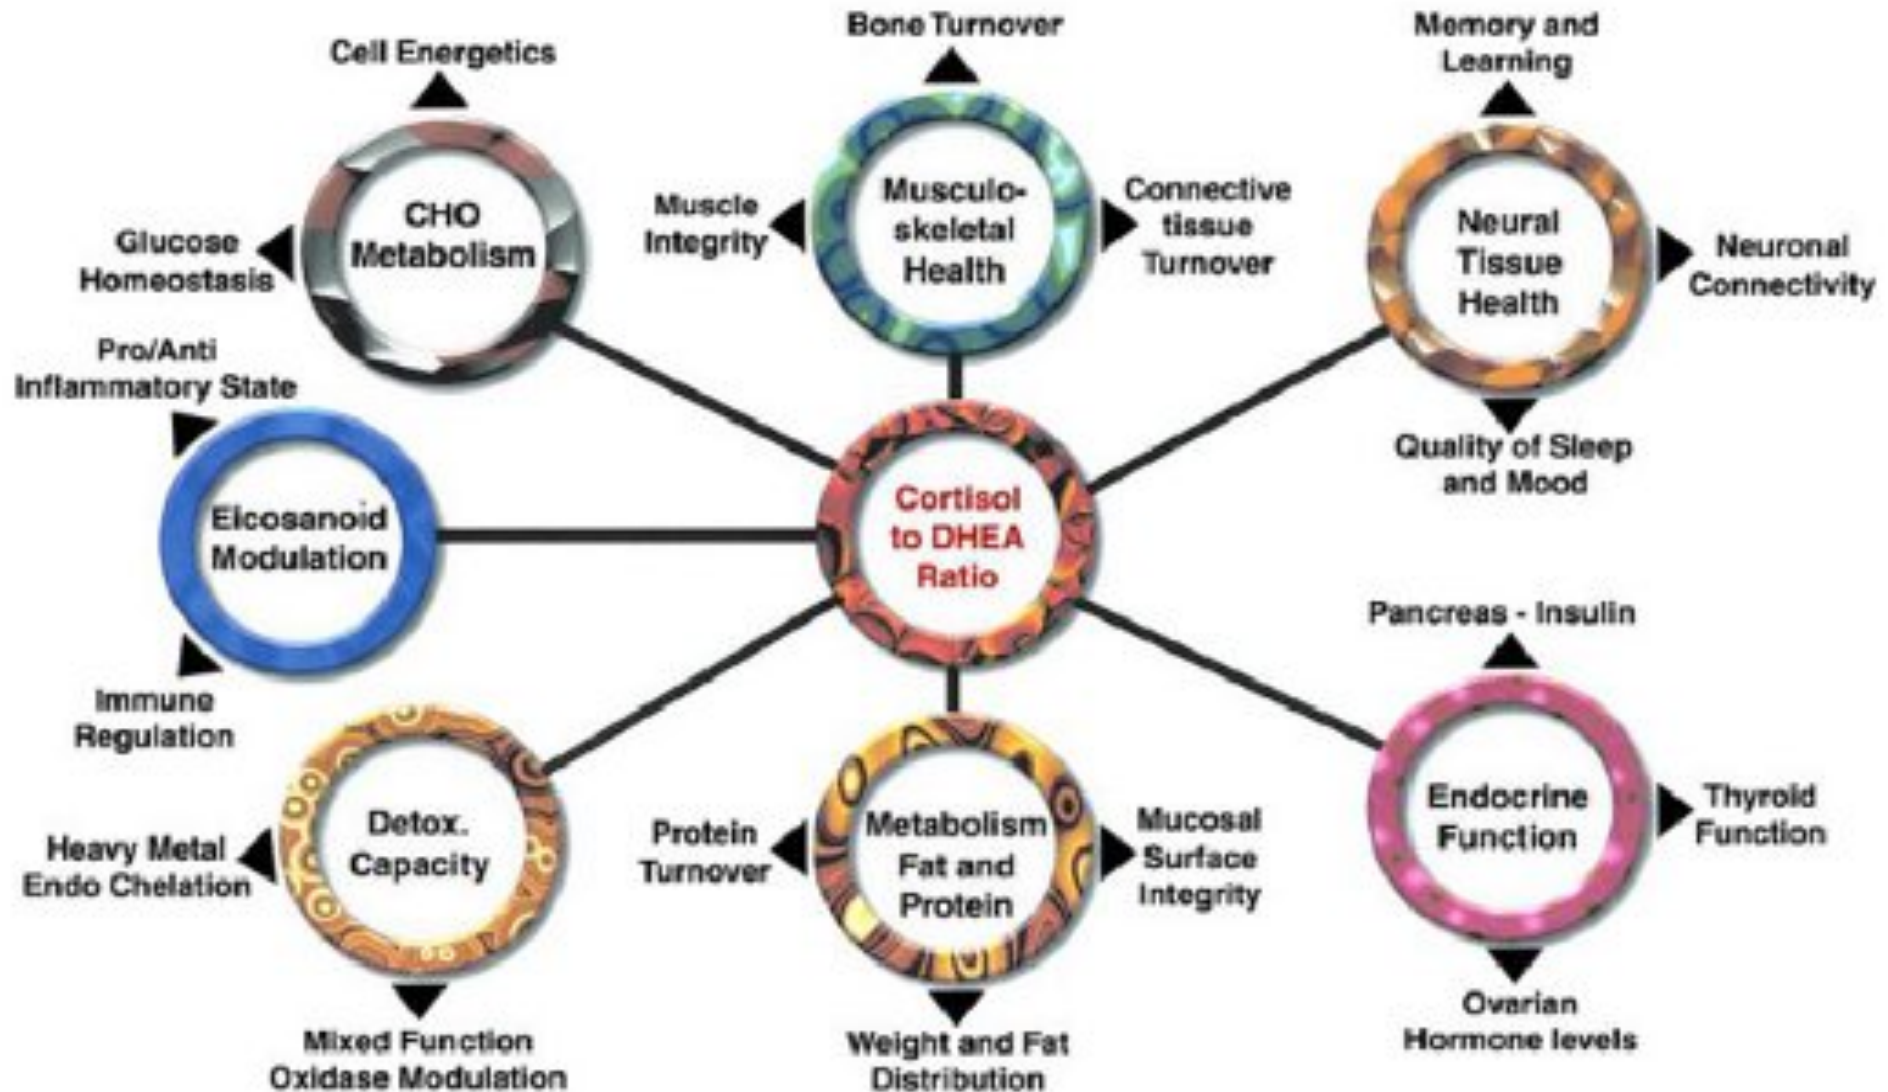 Cell Energetics
Glucose
Homeostasis
CHO
Metabolism
Bone Turnover
Muscle
Integrity
Musculo-
skeletal
Health
Connective
tissue
Turnover
Memory and
Learning
Neural
Tissue
Health
Neuronal
Connectivity
Quality of Sleep
and Mood
Pro/Anti
Inflammatory State
Eicosanoid
Modulation
Immune
Regulation
Cortisol
to DHEA
Ratio
Detox.
Capacity
Heavy Metal
Endo Chelation
Mixed Function
Oxidase Modulation
Protein
Turnover
Metabolism
Fat and
Protein
Mucosal
Surface
Integrity
Weight and Fat
Distribution
Pancreas - Insulin
Endocrine
Function
Thyroid
Function
Ovarian
Hormone levels